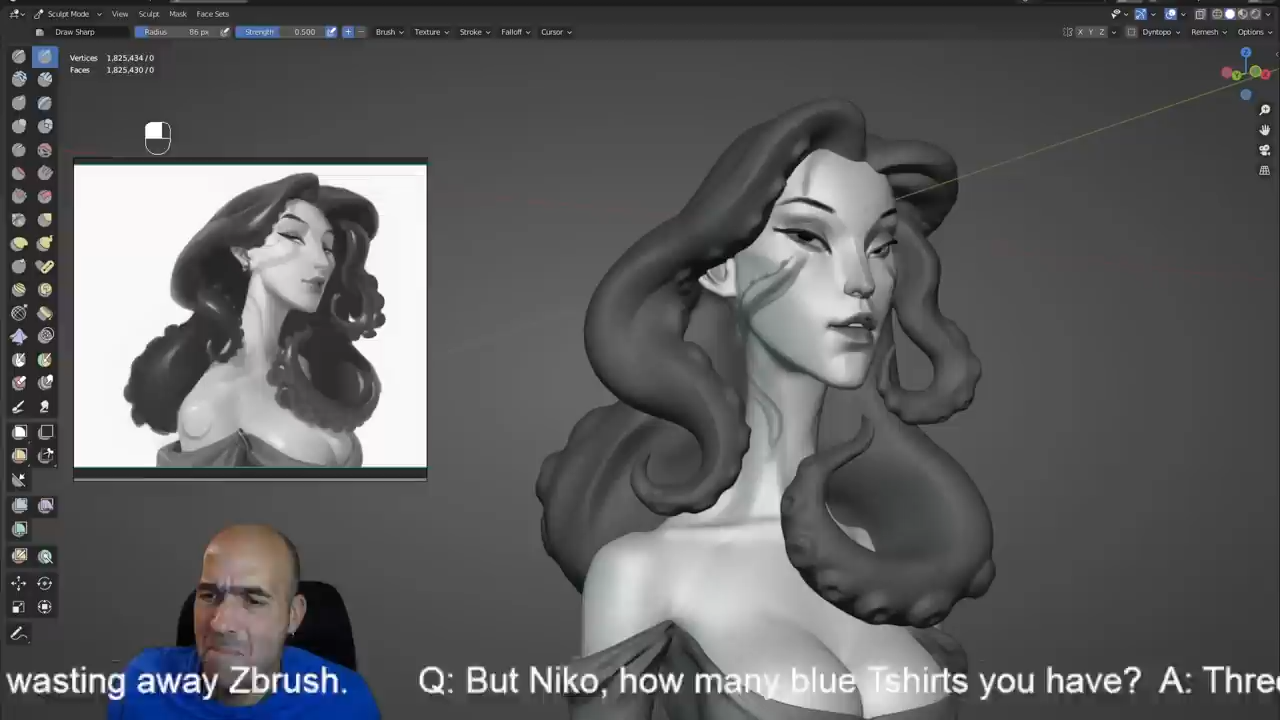 Sculpt Mode View Sculpt Mask Face Sets
Draw Sharp Radius 86 px Strength 0.500 Brush Texture Stroke Falloff Cursor X Y Z Dyntopo Remesh Options
Vertices 1,825,434 / 0
Faces 1,825,430 / 0
Z
Y
wasting away Zbrush. Q: But Niko, how many blue Tshirts you have? A: Three